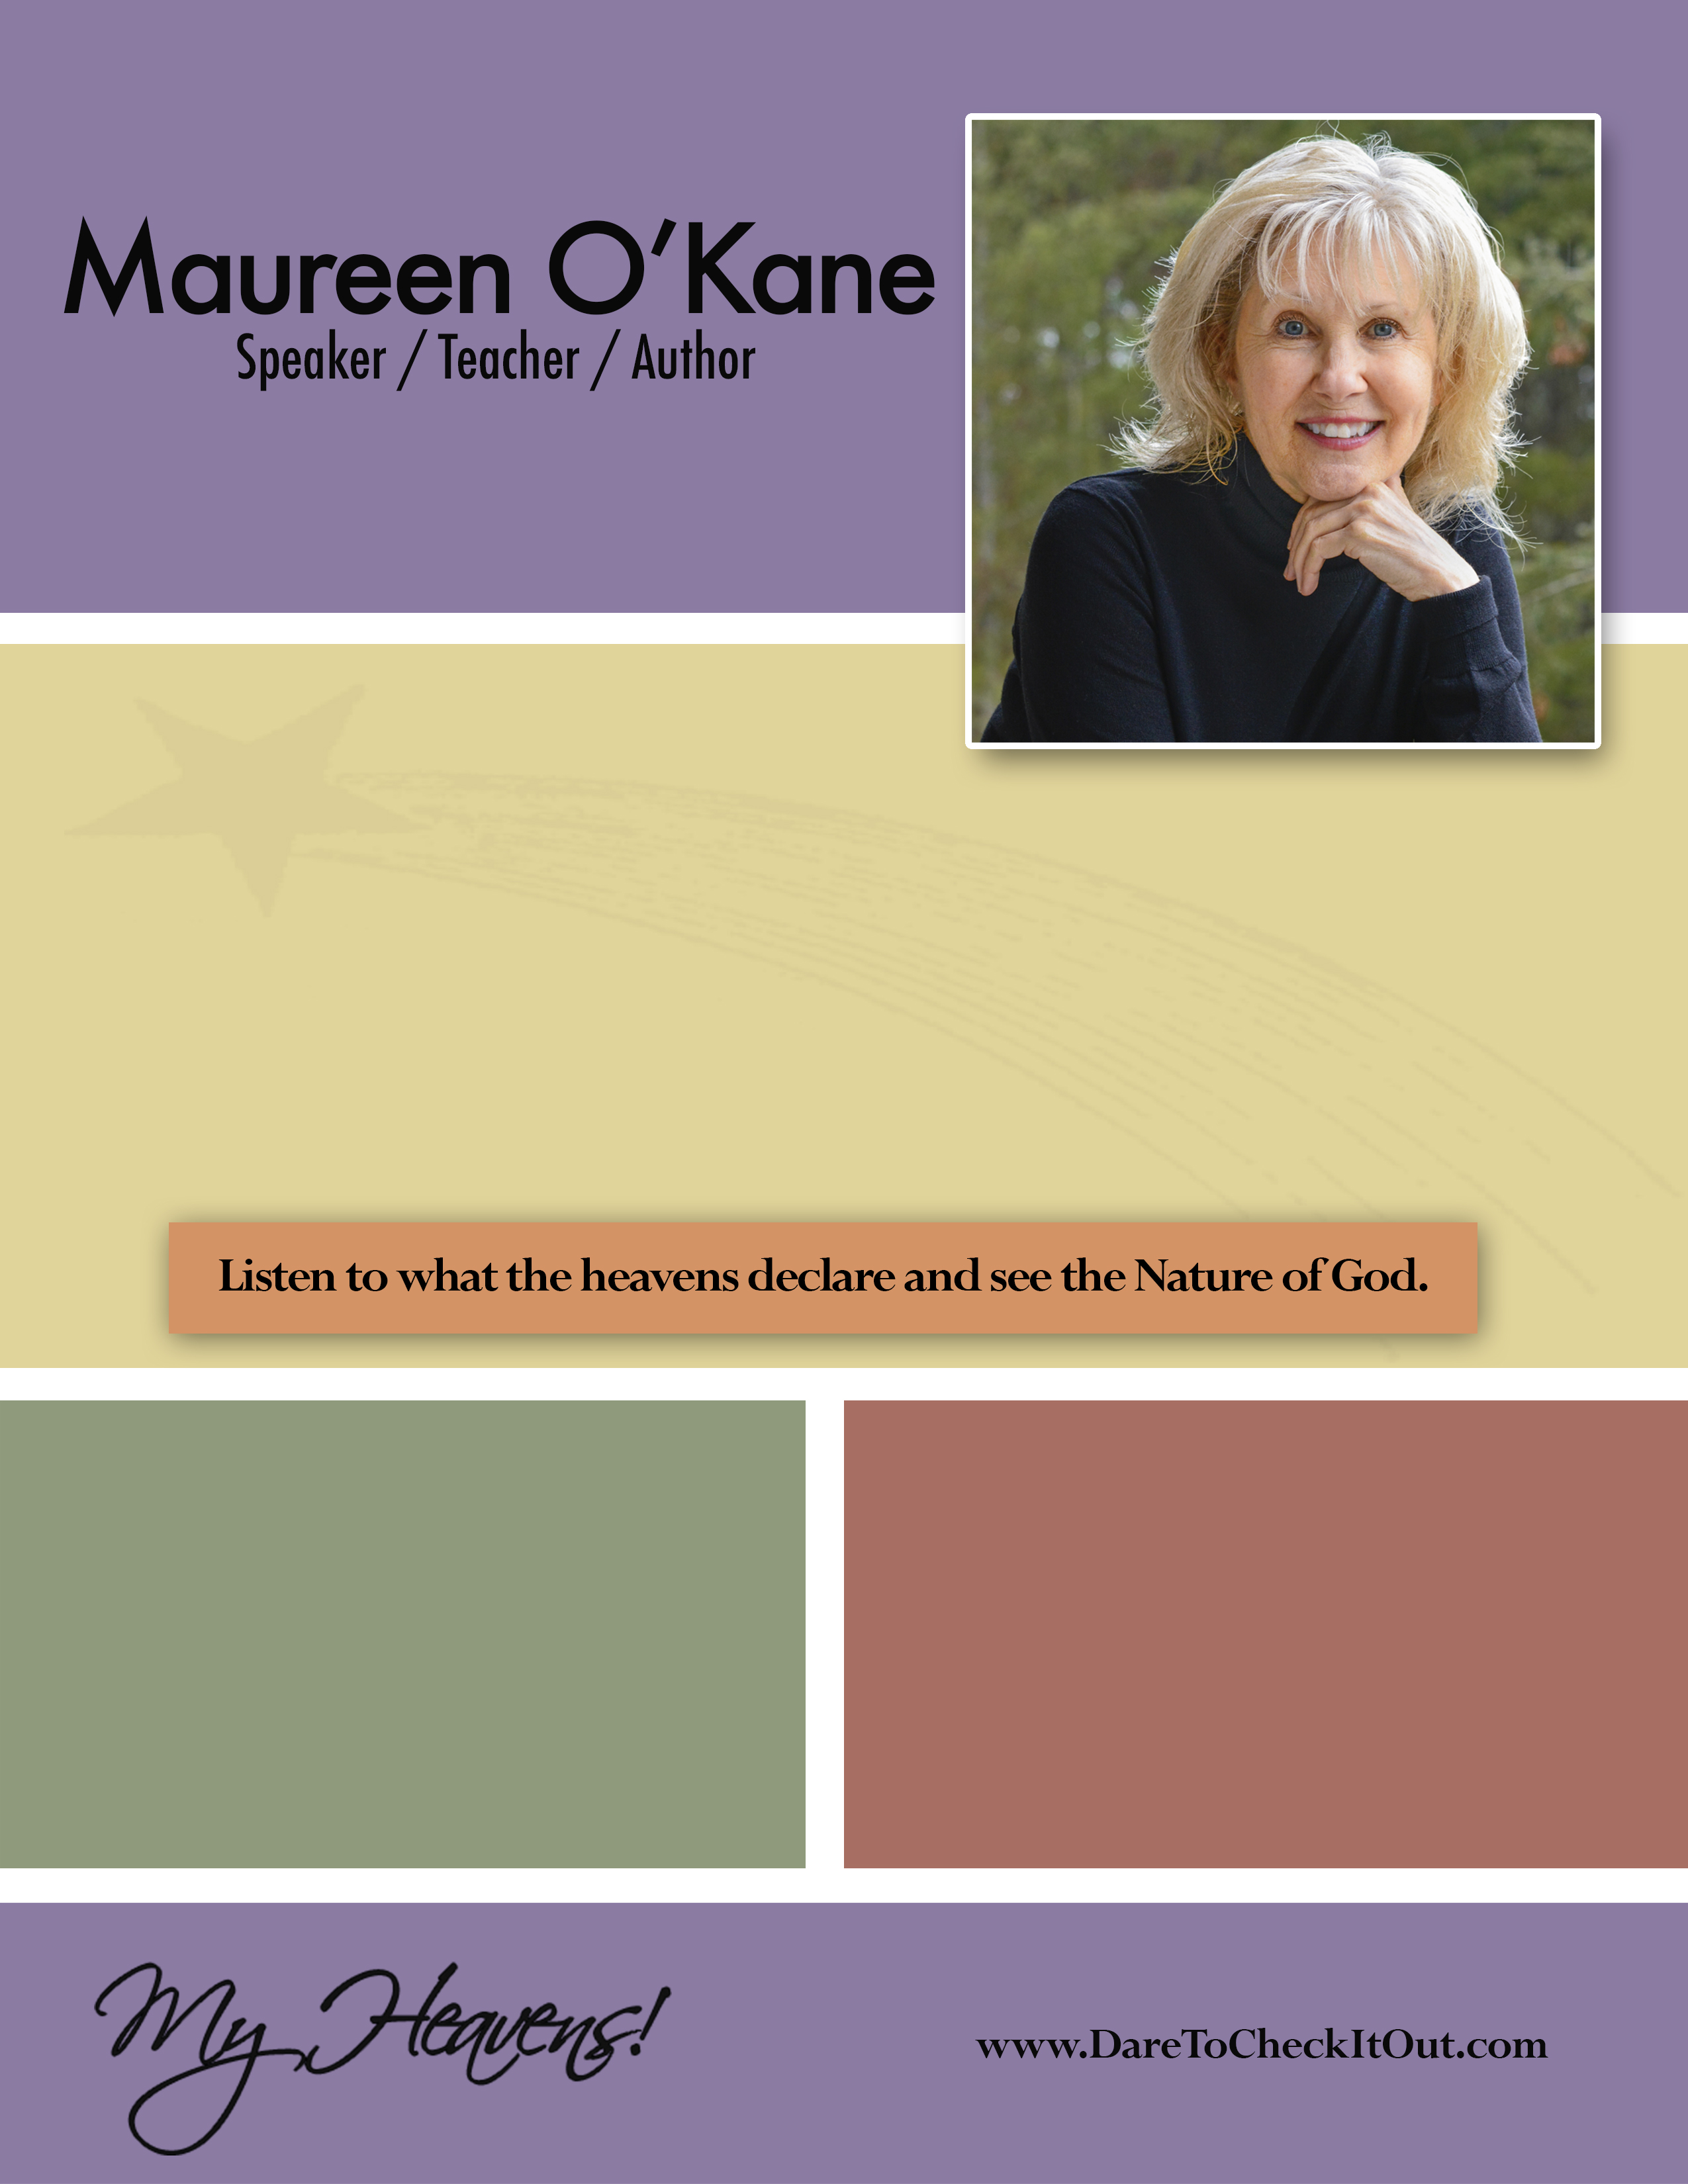 Maureen O'Kane
Speaker / Teacher / Author
Listen to what the heavens declare and see the Nature of God.
My Heavens!
www.DareToCheckItOut.com